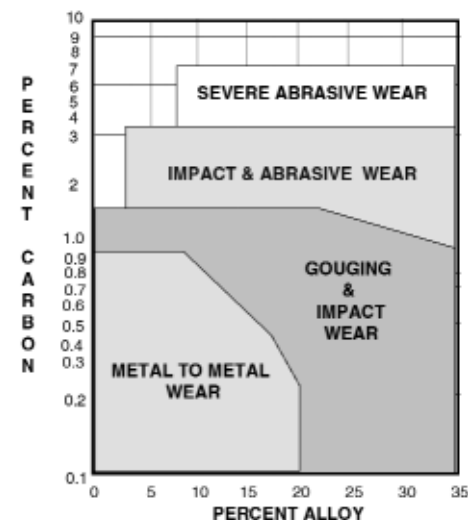 PERCENT CARBON
10
9
8
7
6
5
4
3
2
1.0
0.9
0.8
0.7
0.6
0.5
0.4
0.3
0.2
0.1
SEVERE ABRASIVE WEAR
IMPACT & ABRASIVE WEAR
GOUGING
&
IMPACT
WEAR
METAL TO METAL
WEAR
0 5 10 15 20 25 30 35
PERCENT ALLOY